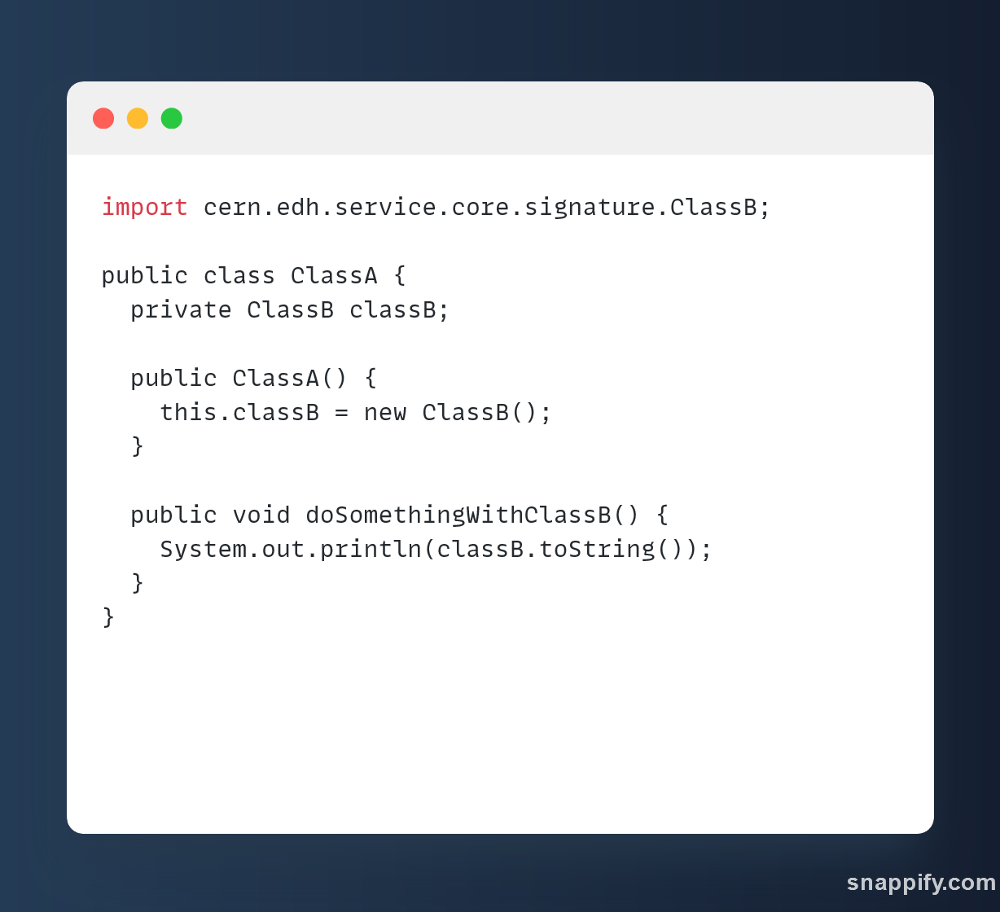 import cern.edh.service.core.signature.ClassB;

public class ClassA {
  private ClassB classB;

  public ClassA() {
    this.classB = new ClassB();
  }

  public void doSomethingWithClassB() {
    System.out.println(classB.toString());
  }
}
snappify.com